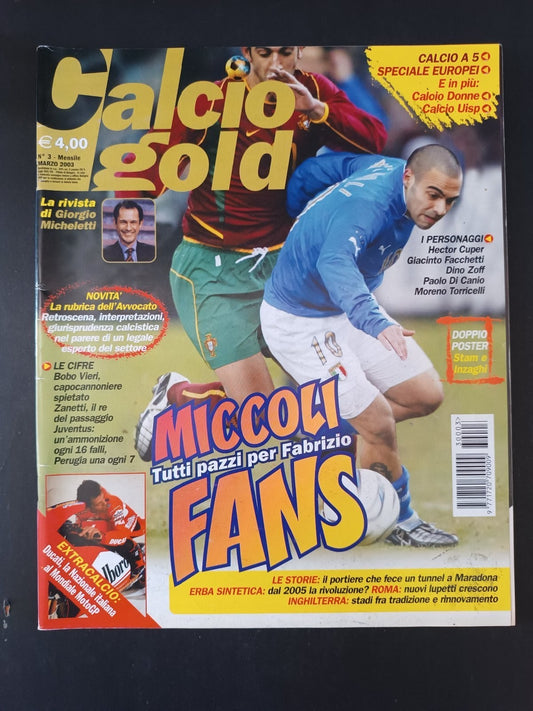 Calcio
gold
€ 4,00
N° 3 - Mensile
MARZO 2003
La rivista
di Giorgio
Micheletti
NOVITA'
La rubrica dell'Avvocato
Retroscena, interpretazioni,
giurisprudenza calcistica
nel parere di un legale
esperto del settore
LE CIFRE
Bobo Vieri,
capocannoniere
spietato
Zanetti, il re
del passaggio
Juventus:
un'ammonizione
ogni 16 falli,
Perugia una ogni 7
CALCIO A 5
SPECIALE EUROPEI
E in più:
Calcio Donne
Calcio Uisp
I PERSONAGGI
Hector Cuper
Giacinto Facchetti
Dino Zoff
Paolo Di Canio
Moreno Torricelli
DOPPIO
POSTER
Stam e
Inzaghi
10
MICCOLI
Tutti pazzi per Fabrizio
FANS
30003
9 771720 709009
Marlboro
EXTRACALCIO:
Ducati, la Nazionale italiana
al Mondiale MotoGP
LE STORIE: il portiere che fece un tunnel a Maradona
ERBA SINTETICA: dal 2005 la rivoluzione? ROMA: nuovi lupetti crescono
INGHILTERRA: stadi fra tradizione e rinnovamento